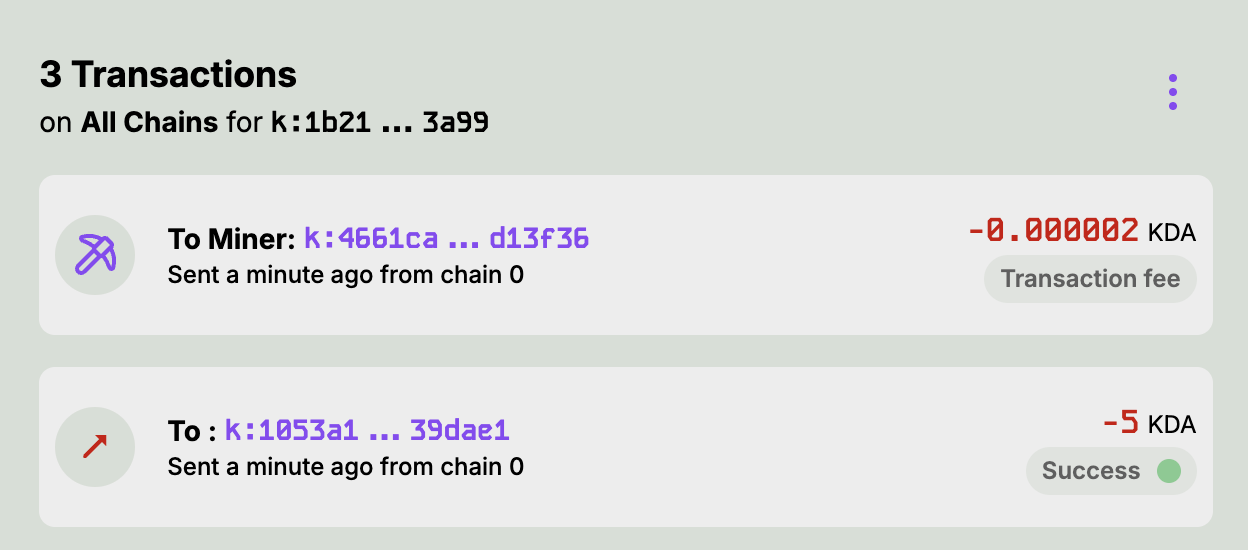 3 Transactions
on All Chains for k:1b21 ... 3a99
To Miner: k:4661ca ... d13f36
Sent a minute ago from chain 0
-0.000002 KDA
Transaction fee
To : k:1053a1 ... 39dae1
Sent a minute ago from chain 0
-5 KDA
Success